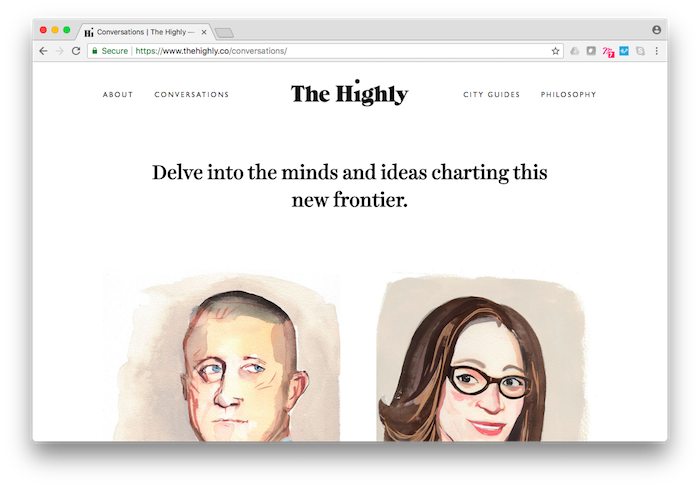 Hi Conversations | The Highly —
Secure https://www.thehighly.co/conversations/
7
ABOUT
CONVERSATIONS
The Highly
CITY GUIDES
PHILOSOPHY
Delve into the minds and ideas charting this
new frontier.